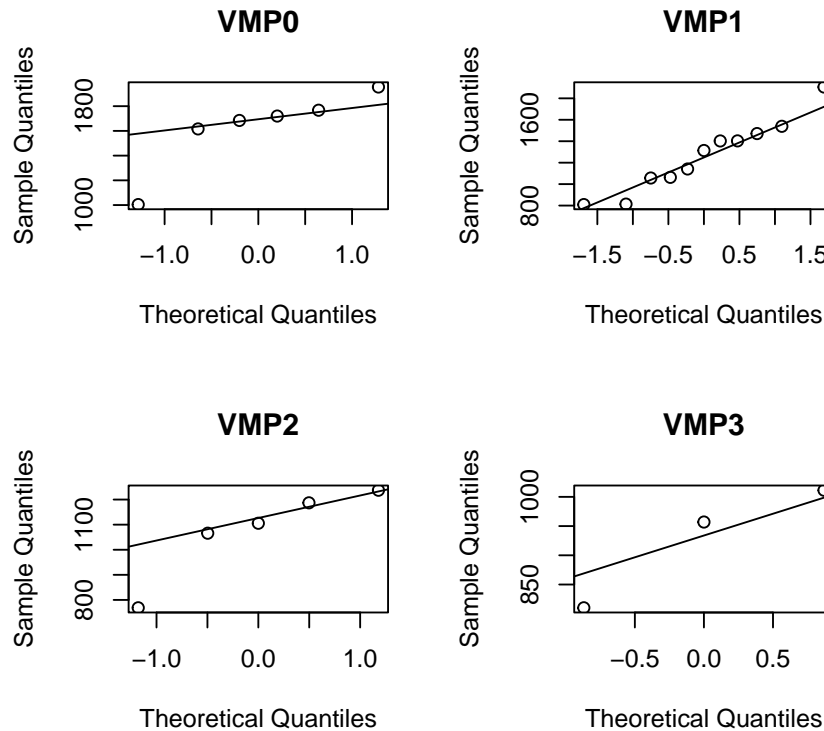 VMP0
Sample Quantiles
1000
1800
−1.0
0.0
1.0
Theoretical Quantiles
VMP1
Sample Quantiles
800
1600
−1.5
−0.5
0.5
1.5
Theoretical Quantiles
VMP2
Sample Quantiles
800
1100
−1.0
0.0
1.0
Theoretical Quantiles
VMP3
Sample Quantiles
850
1000
−0.5
0.0
0.5
Theoretical Quantiles